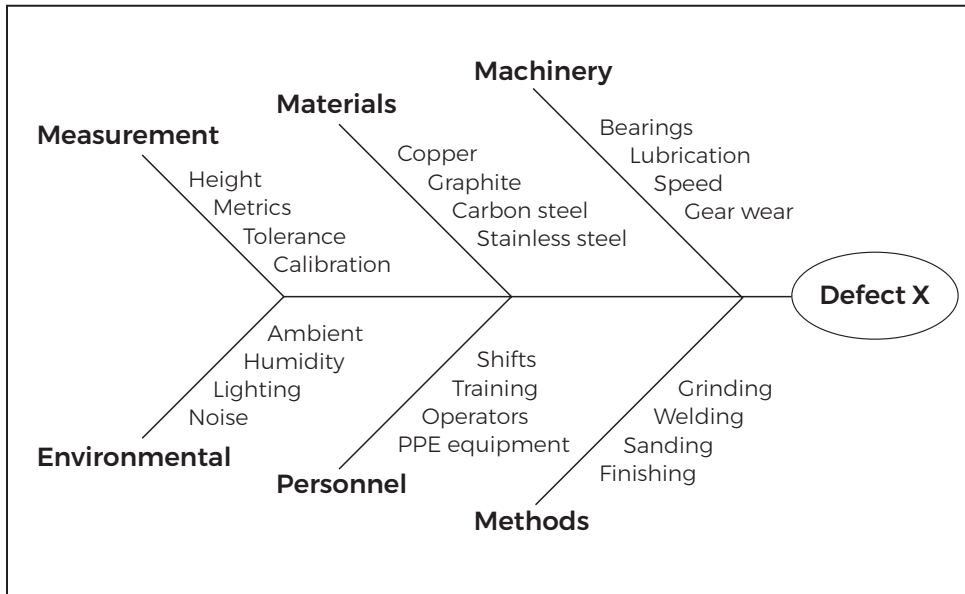 Machinery
Bearings
Lubrication
Speed
Gear wear
Materials
Copper
Graphite
Carbon steel
Stainless steel
Measurement
Height
Metrics
Tolerance
Calibration
Defect X
Ambient
Humidity
Lighting
Noise
Environmental
Shifts
Training
Operators
PPE equipment
Personnel
Grinding
Welding
Sanding
Finishing
Methods